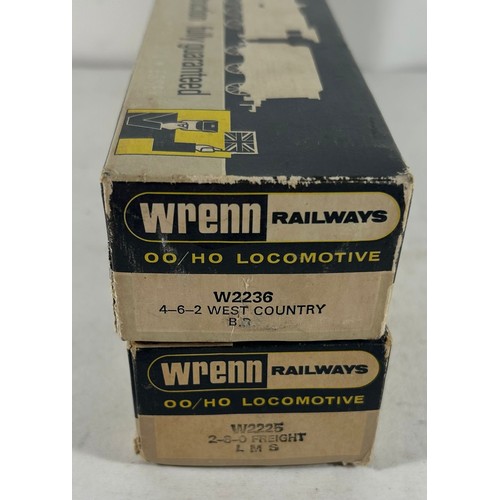 fully guaranteed
wrenn RAILWAYS
OO/HO LOCOMOTIVE
W2236
4-6-2 WEST COUNTRY
B.R.
wrenn RAILWAYS
OO/HO LOCOMOTIVE
W2225
2-8-0 FREIGHT
L M S